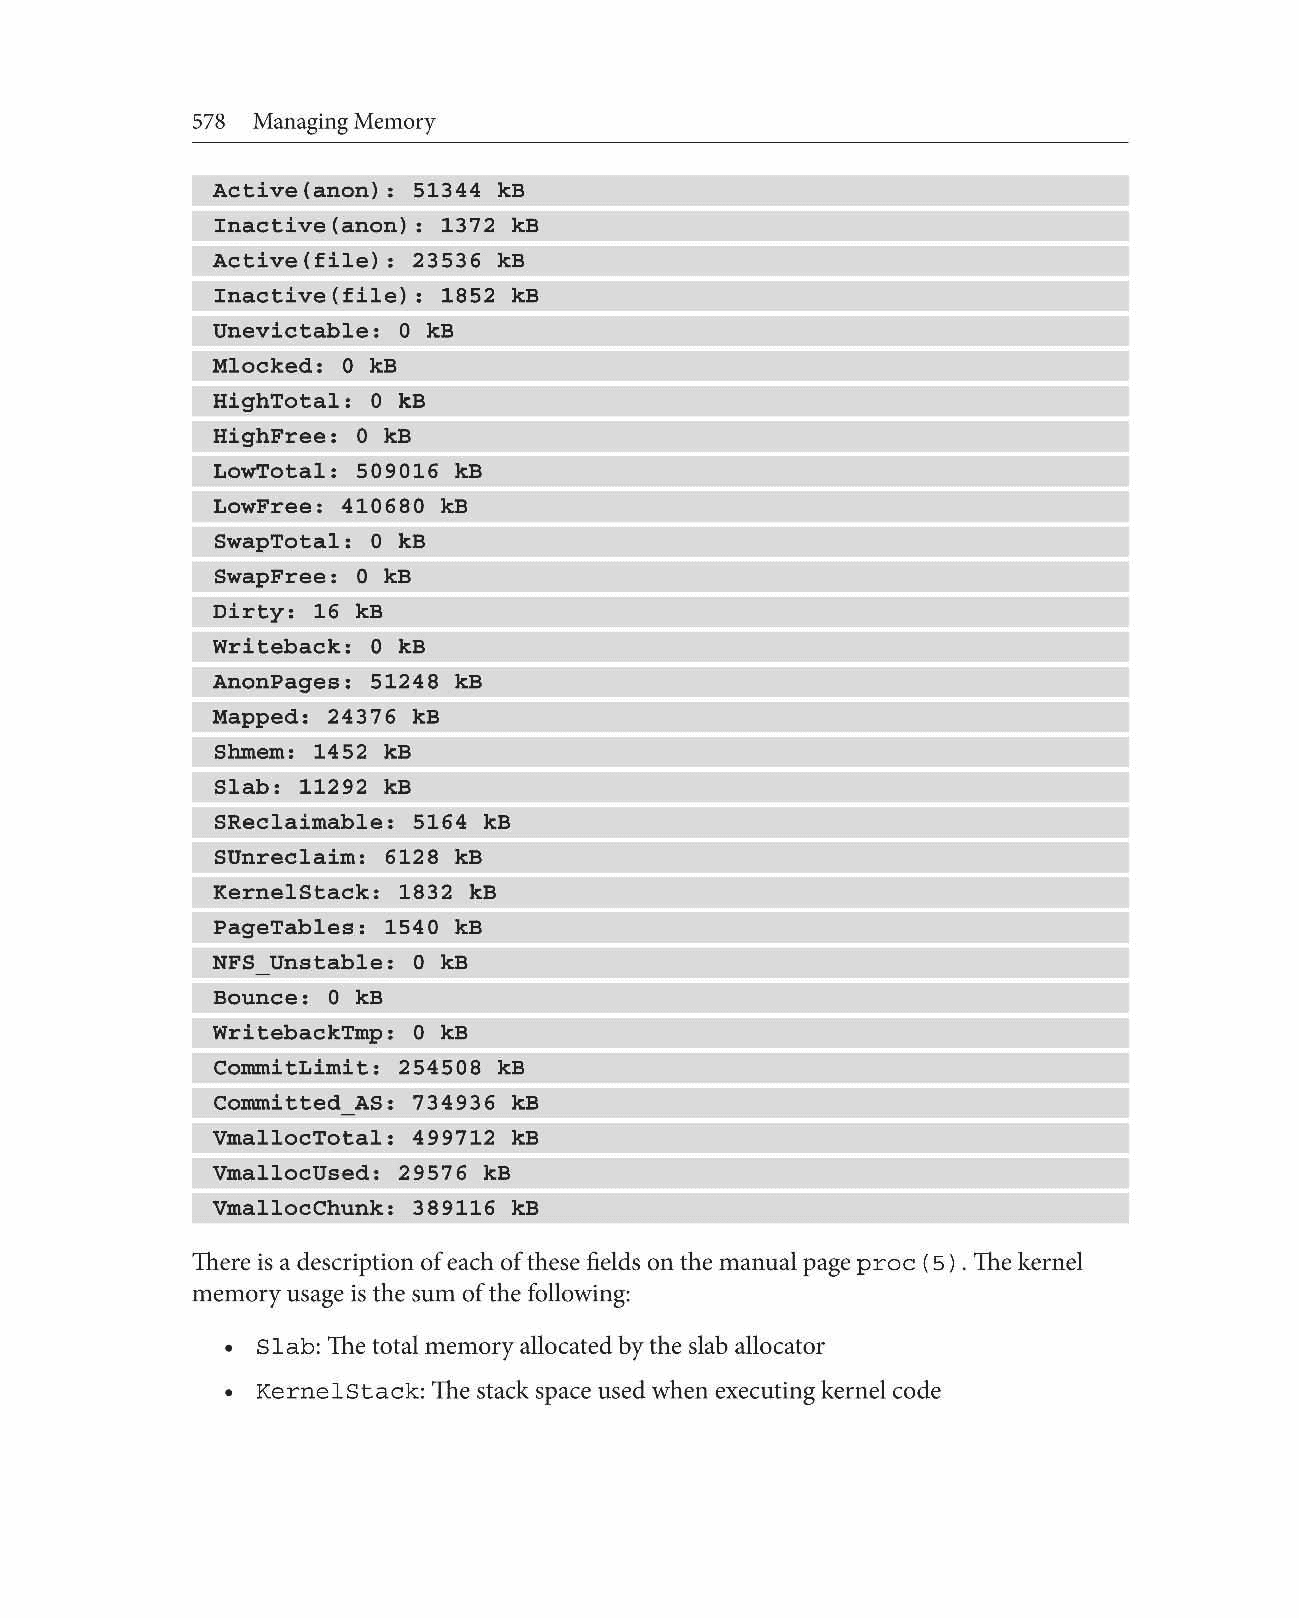 578 Managing Memory
Active(anon): 51344 kB
Inactive(anon): 1372 kB
Active(file): 23536 kB
Inactive(file): 1852 kB
Unevictable: 0 kB
Mlocked: 0 kB
HighTotal: 0 kB
HighFree: 0 kB
LowTotal: 509016 kB
LowFree: 410680 kB
SwapTotal: 0 kB
SwapFree: 0 kB
Dirty: 16 kB
Writeback: 0 kB
AnonPages: 51248 kB
Mapped: 24376 kB
Shmem: 1452 kB
Slab: 11292 kB
SReclaimable: 5164 kB
SUnreclaim: 6128 kB
KernelStack: 1832 kB
PageTables: 1540 kB
NFS_Unstable: 0 kB
Bounce: 0 kB
WritebackTmp: 0 kB
CommitLimit: 254508 kB
Committed_AS: 734936 kB
VmallocTotal: 499712 kB
VmallocUsed: 29576 kB
VmallocChunk: 389116 kB
There is a description of each of these fields on the manual page proc(5). The kernel
memory usage is the sum of the following:
• Slab: The total memory allocated by the slab allocator
• KernelStack: The stack space used when executing kernel code